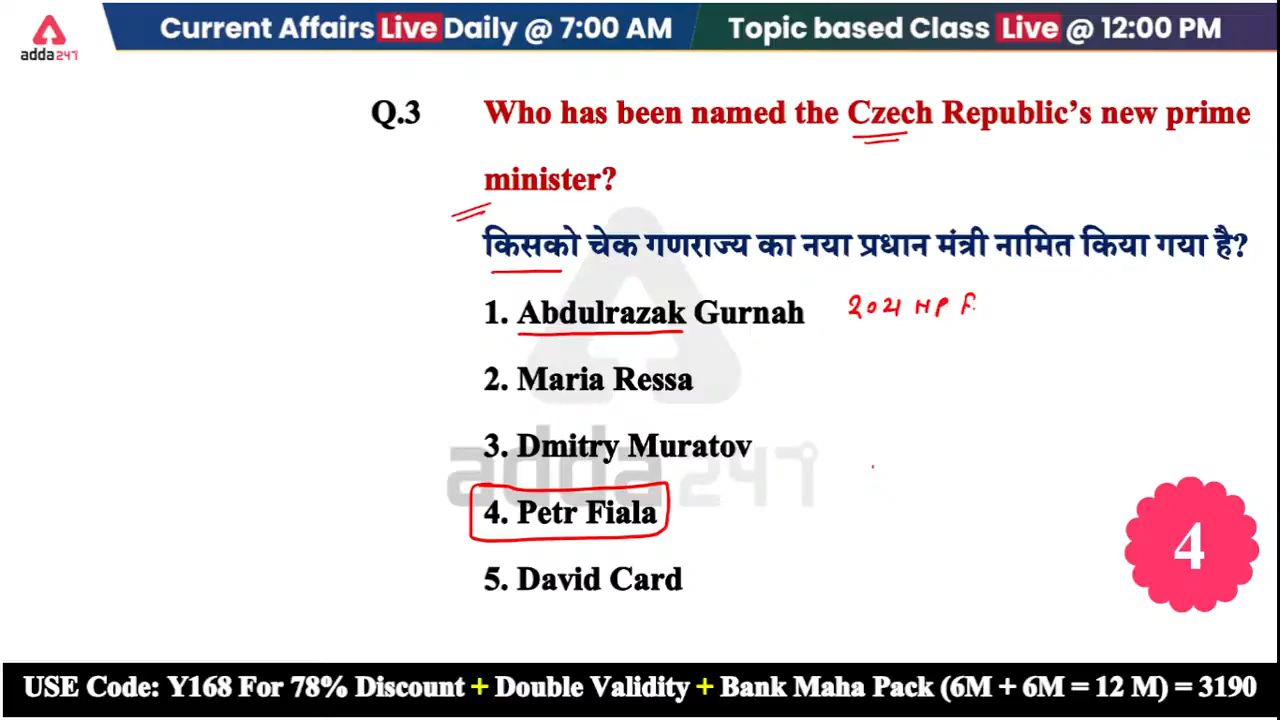 Current Affairs Live Daily @ 7:00 AM
Topic based Class Live @ 12:00 PM
adda247
Q.3 Who has been named the Czech Republic's new prime
minister?
किसको चेक गणराज्य का नया प्रधान मंत्री नामित किया गया है?
1. Abdulrazak Gurnah 2021 NP F
2. Maria Ressa
3. Dmitry Muratov
adda247
4. Petr Fiala
4
5. David Card
USE Code: Y168 For 78% Discount + Double Validity + Bank Maha Pack (6M + 6M = 12 M) = 3190